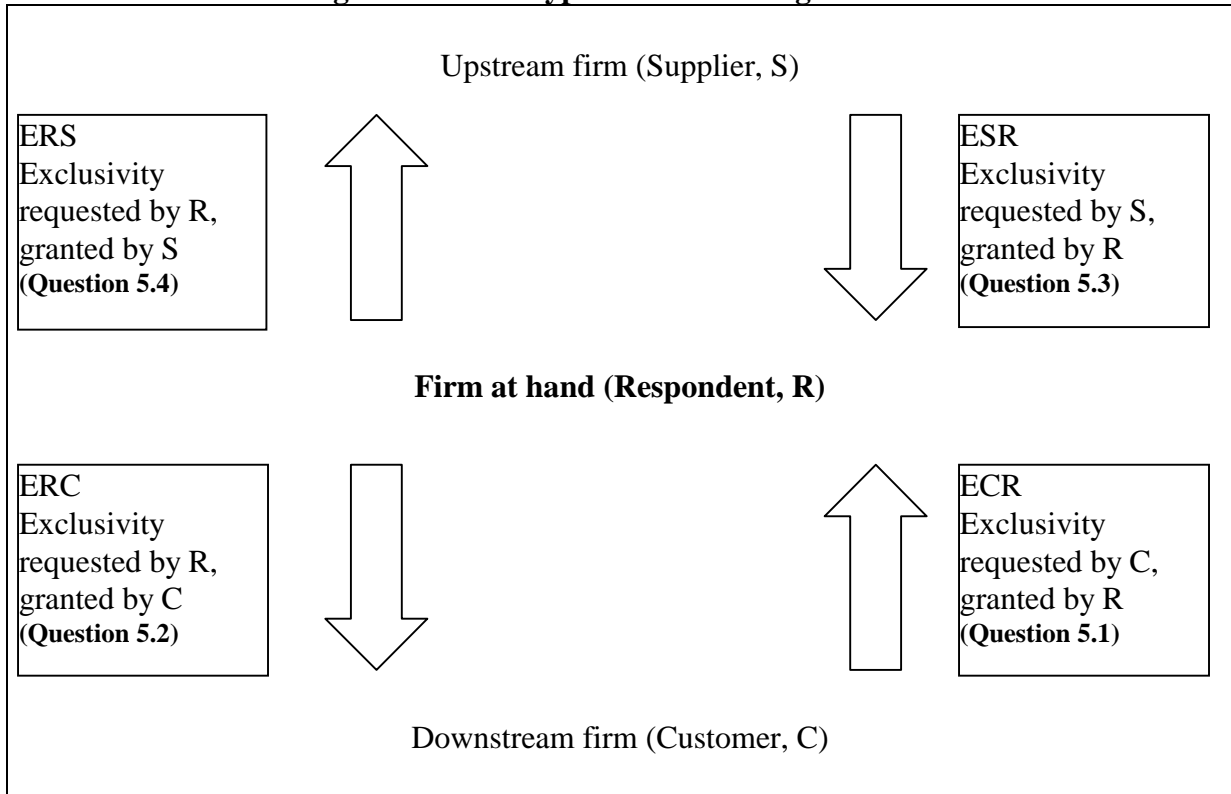 Upstream firm (Supplier, S)
ERS
Exclusivity
requested by R,
granted by S
(Question 5.4)
ESR
Exclusivity
requested by S,
granted by R
(Question 5.3)
Firm at hand (Respondent, R)
ERC
Exclusivity
requested by R,
granted by C
(Question 5.2)
ECR
Exclusivity
requested by C,
granted by R
(Question 5.1)
Downstream firm (Customer, C)